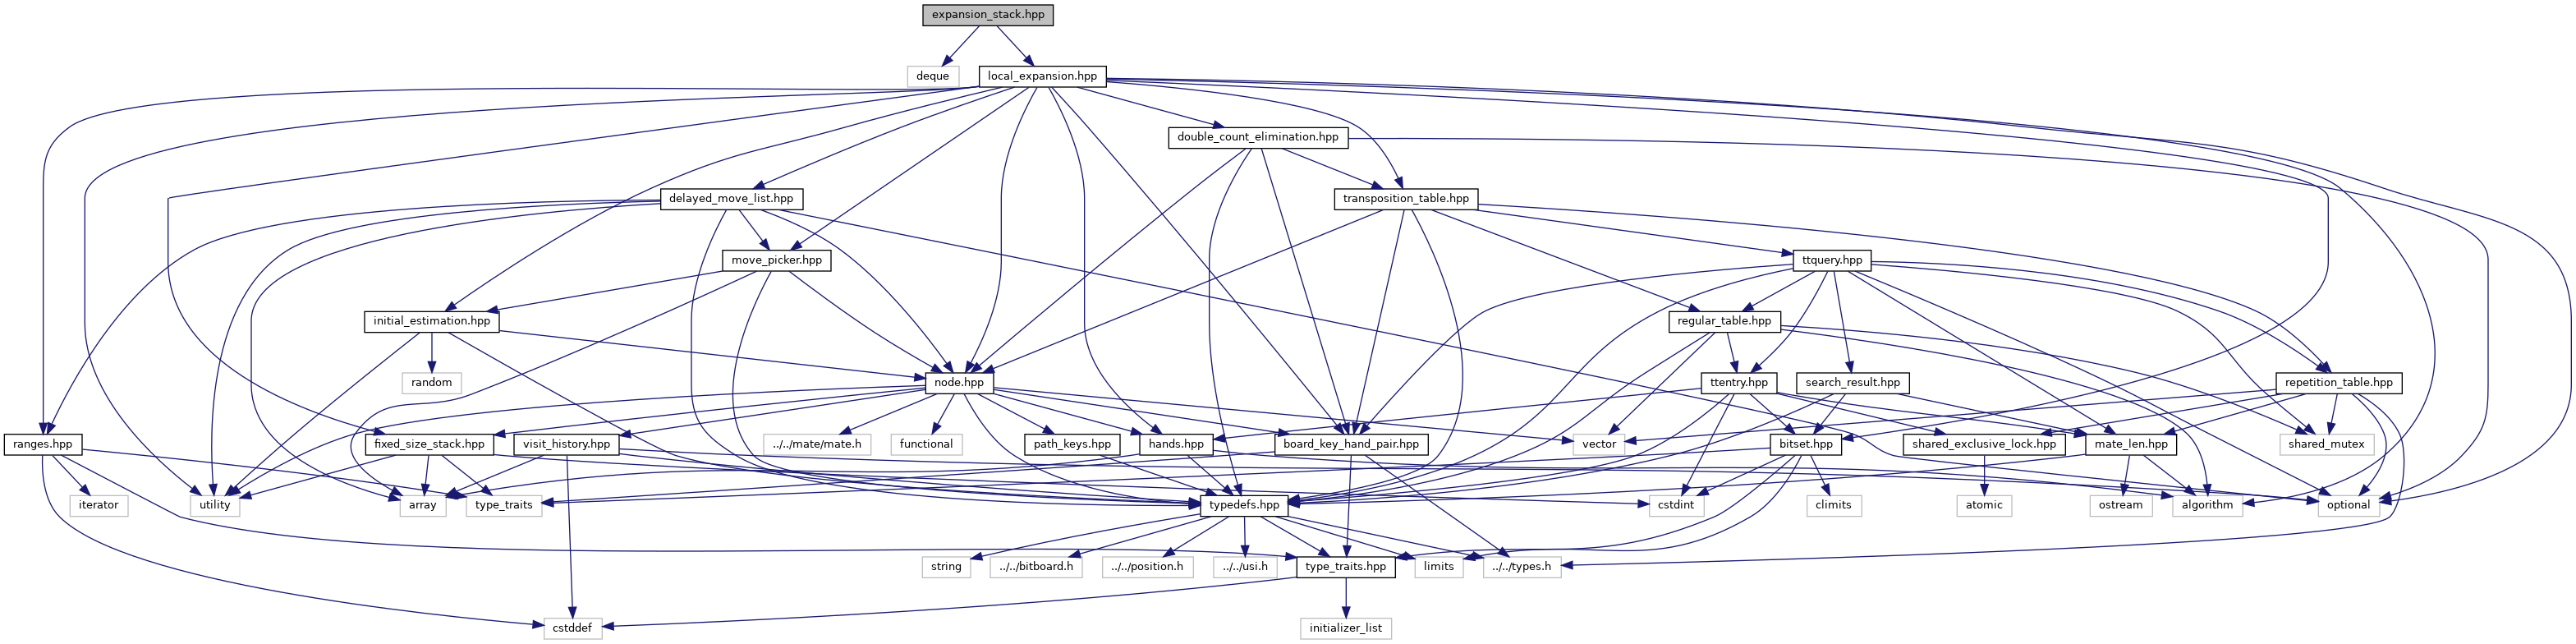 expansion_stack.hpp
deque
local_expansion.hpp
double_count_elimination.hpp
delayed_move_list.hpp
transposition_table.hpp
move_picker.hpp
ttquery.hpp
initial_estimation.hpp
regular_table.hpp
random
node.hpp
ttentry.hpp
search_result.hpp
repetition_table.hpp
ranges.hpp
fixed_size_stack.hpp
visit_history.hpp
../../mate/mate.h
functional
path_keys.hpp
hands.hpp
board_key_hand_pair.hpp
vector
bitset.hpp
shared_exclusive_lock.hpp
mate_len.hpp
shared_mutex
iterator
utility
array
type_traits
typedefs.hpp
cstdint
climits
atomic
ostream
algorithm
optional
string
../../bitboard.h
../../position.h
../../usi.h
type_traits.hpp
limits
../../types.h
cstddef
initializer_list